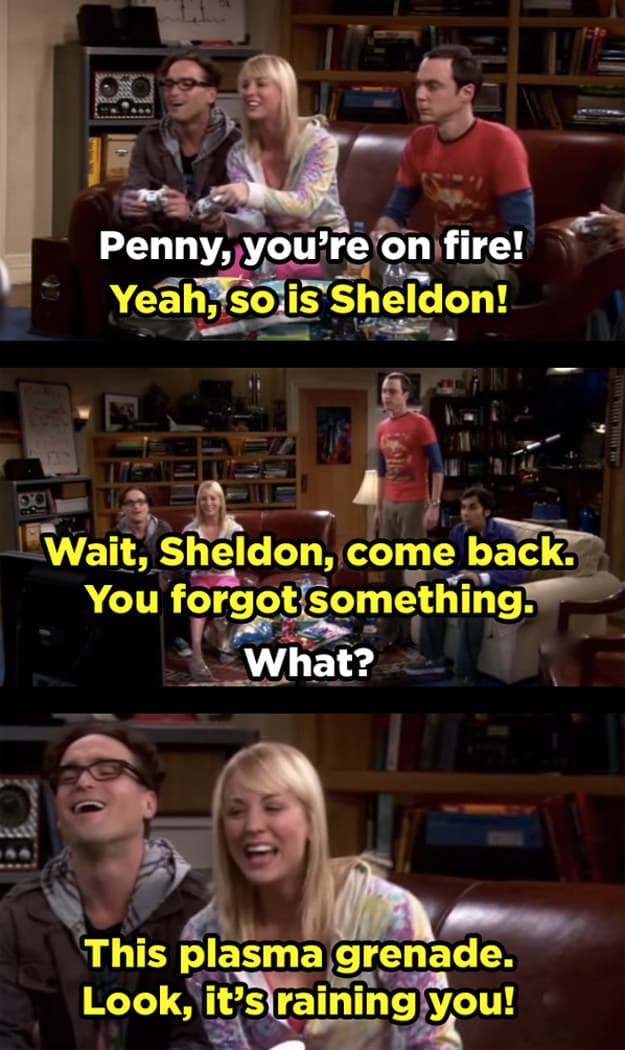 Penny, you're on fire!
Yeah, so is Sheldon!
Wait, Sheldon, come back.
You forgot something.
What?
This plasma grenade.
Look, it's raining you!